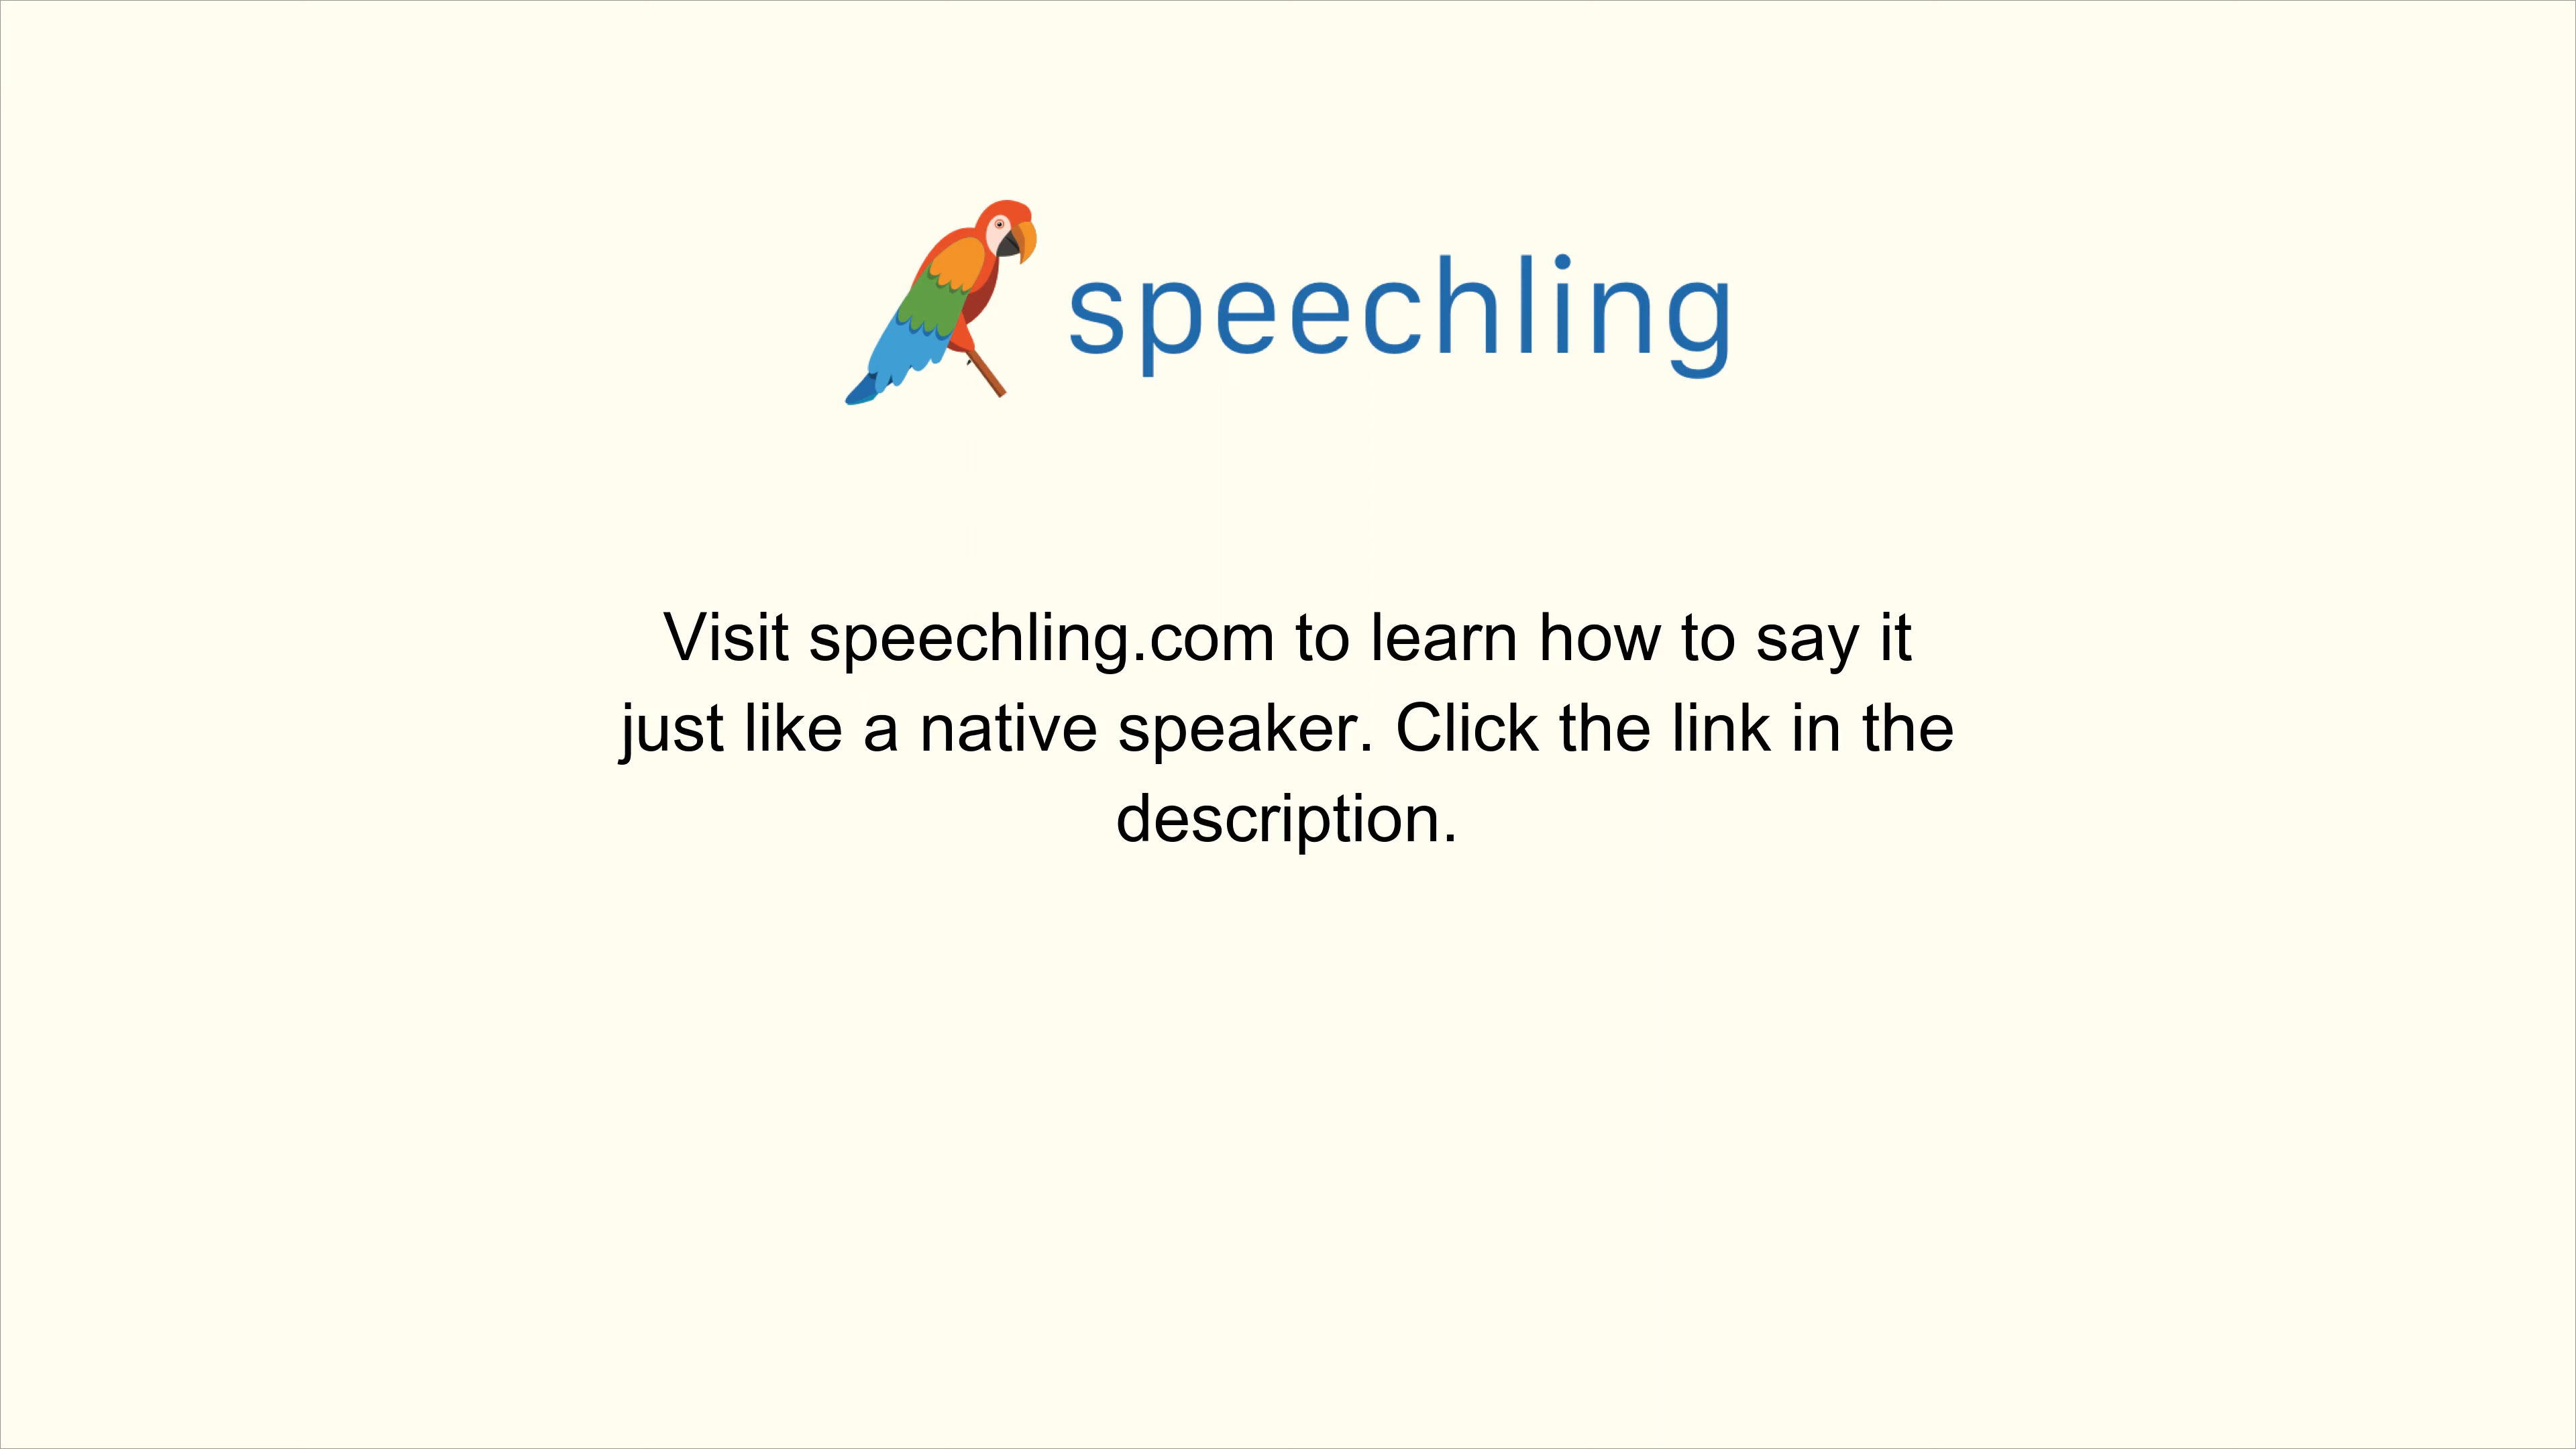 speechling
Visit speechling.com to learn how to say it
just like a native speaker. Click the link in the
description.